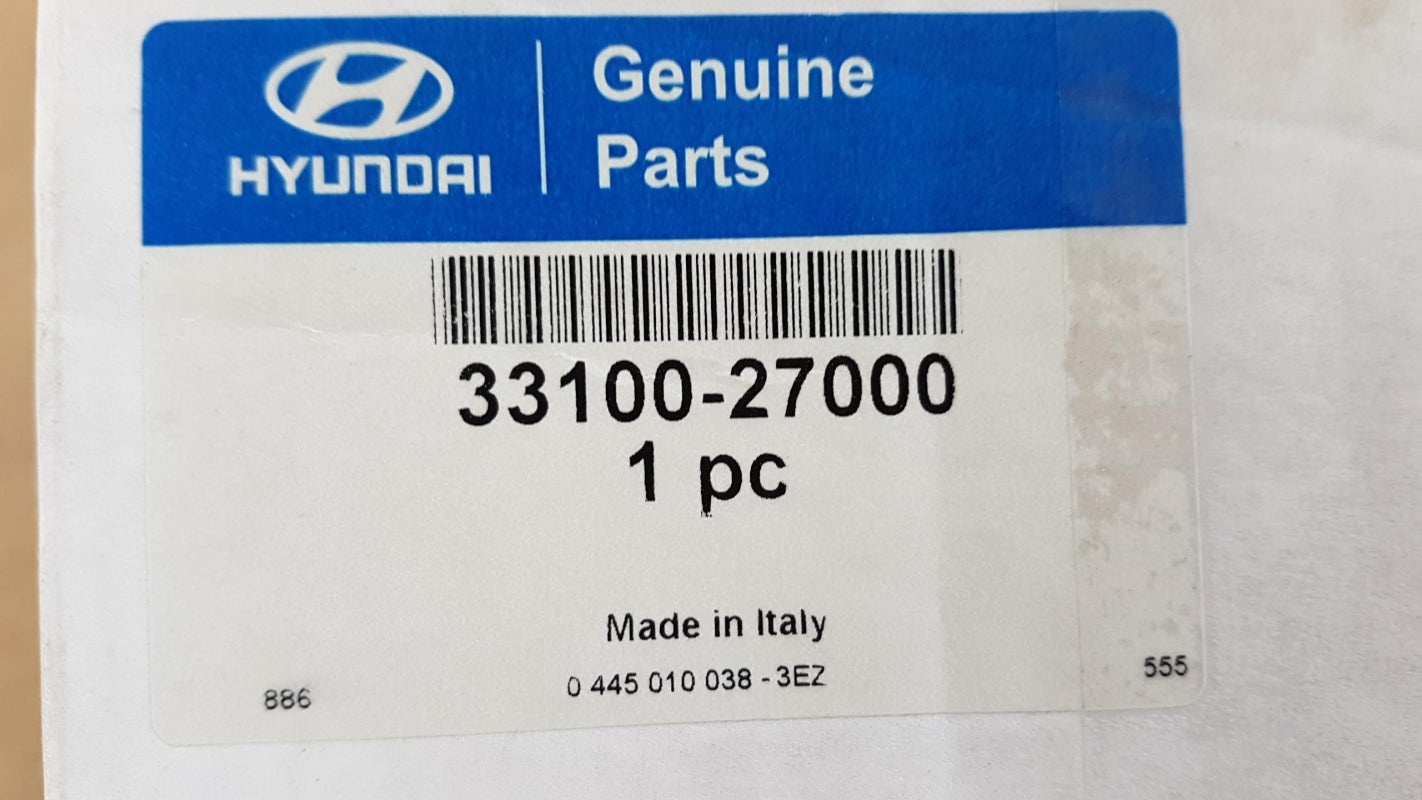 HYUNDAI
Genuine
Parts
33100-27000
1 pc
Made in Italy
0 445 010 038 - 3EZ
886
555